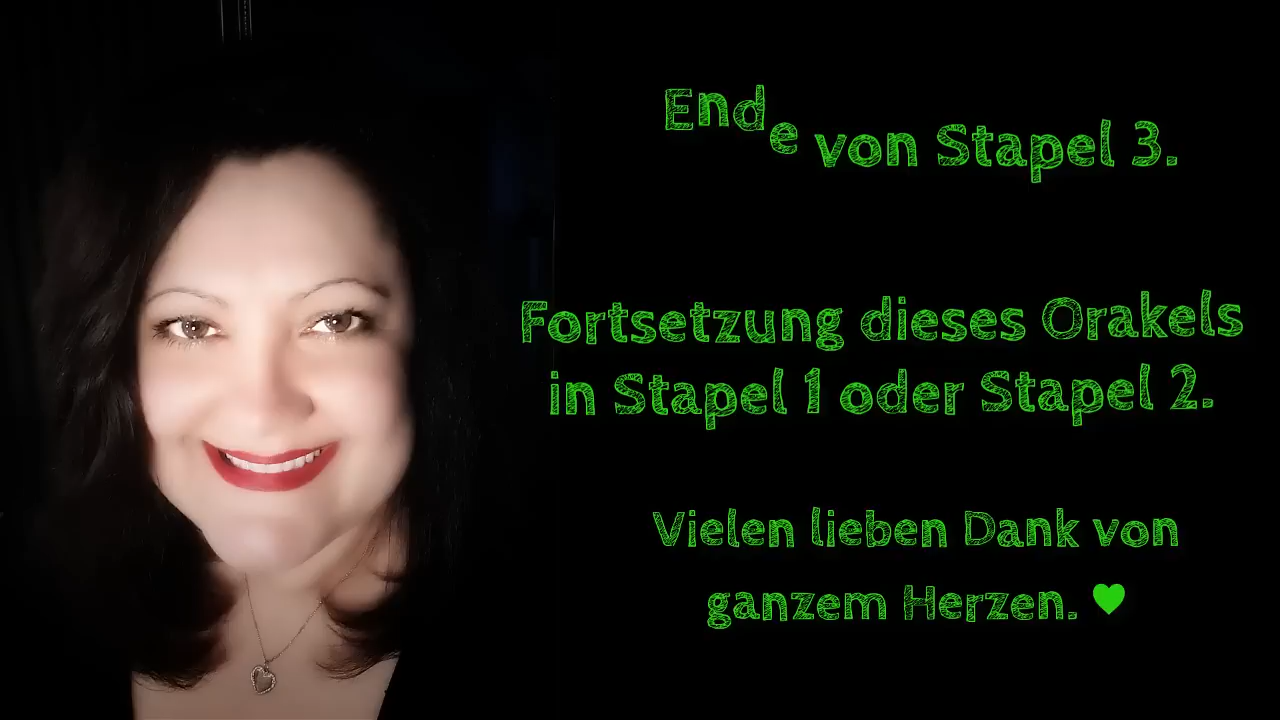 Ende von Stapel 3.
Fortsetzung dieses Orakels
in Stapel 1 oder Stapel 2.
Vielen lieben Dank von
ganzem Herzen. ♥